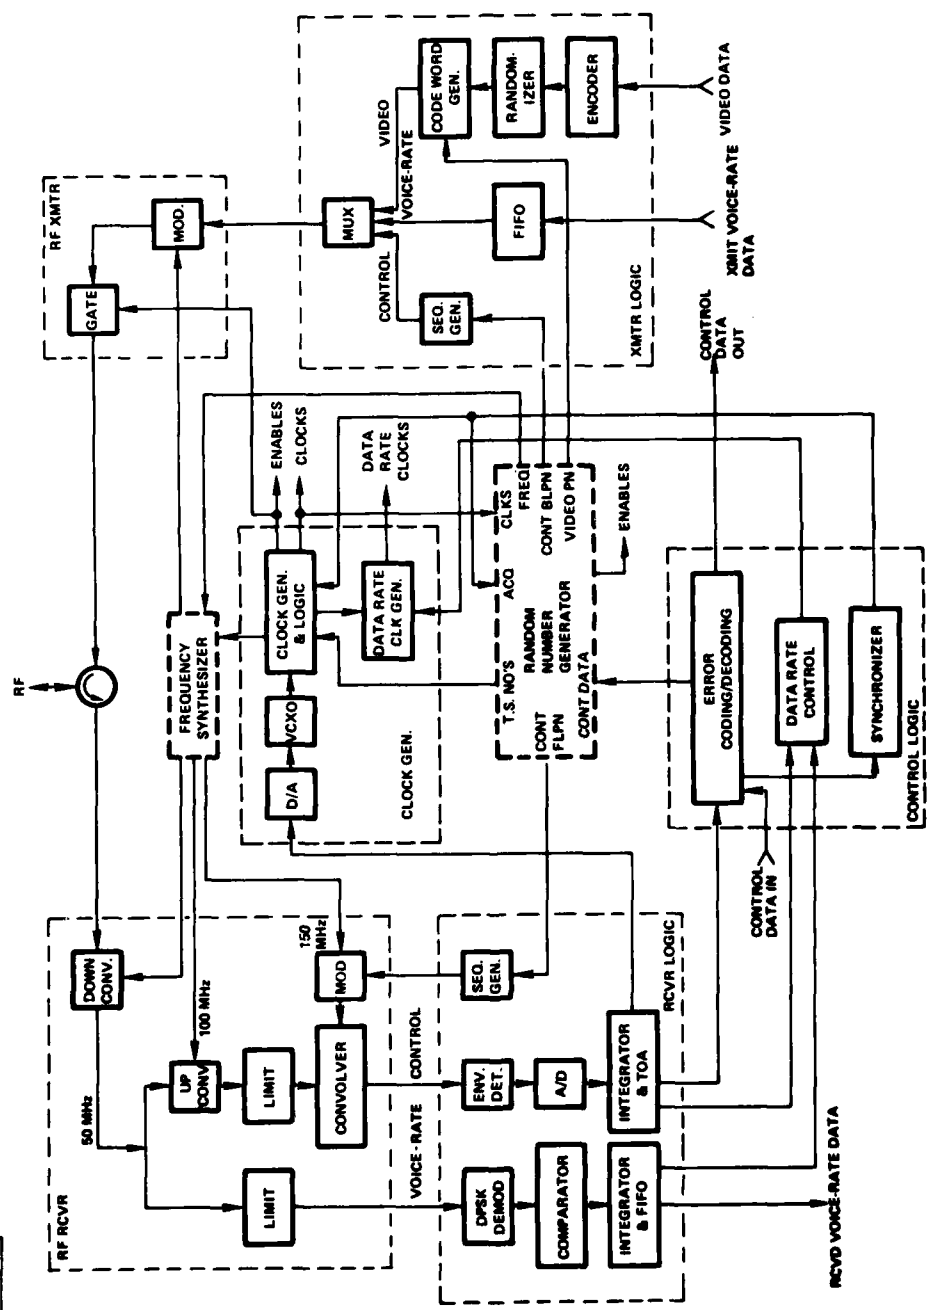 RF
RF RCVR
DOWN
CONV.
50 MHz
100 MHz
UP
CONV
LIMIT
LIMIT
CONVOLVER
150
MHz
MOD
VOICE-RATE
CONTROL
FREQUENCY
SYNTHESIZER
RF XMTR
GATE
MOD.
D/A
VCXO
CLOCK GEN.
& LOGIC
DATA RATE
CLK GEN.
CLOCK GEN.
ENABLES
CLOCKS
DATA
RATE
CLOCKS
MUX
CONTROL
VOICE-RATE
VIDEO
SEQ.
GEN.
FIFO
CODE WORD
GEN.
RANDOM-
IZER
ENCODER
XMTR LOGIC
XMIT VOICE-RATE
DATA
VIDEO DATA
T.S. NO'S
ACQ
CLKS
FREQ
CONT
FLPN
RANDOM
NUMBER
GENERATOR
CONT BLPN
VIDEO PN
CONT DATA
ENABLES
DPSK
DEMOD
COMPARATOR
INTEGRATOR
& FIFO
ENV.
DET.
A/D
INTEGRATOR
& TOA
SEQ.
GEN.
RCVR LOGIC
RCVD VOICE-RATE DATA
CONTROL
DATA IN
ERROR
CODING/DECODING
DATA RATE
CONTROL
SYNCHRONIZER
CONTROL LOGIC
CONTROL
DATA
OUT